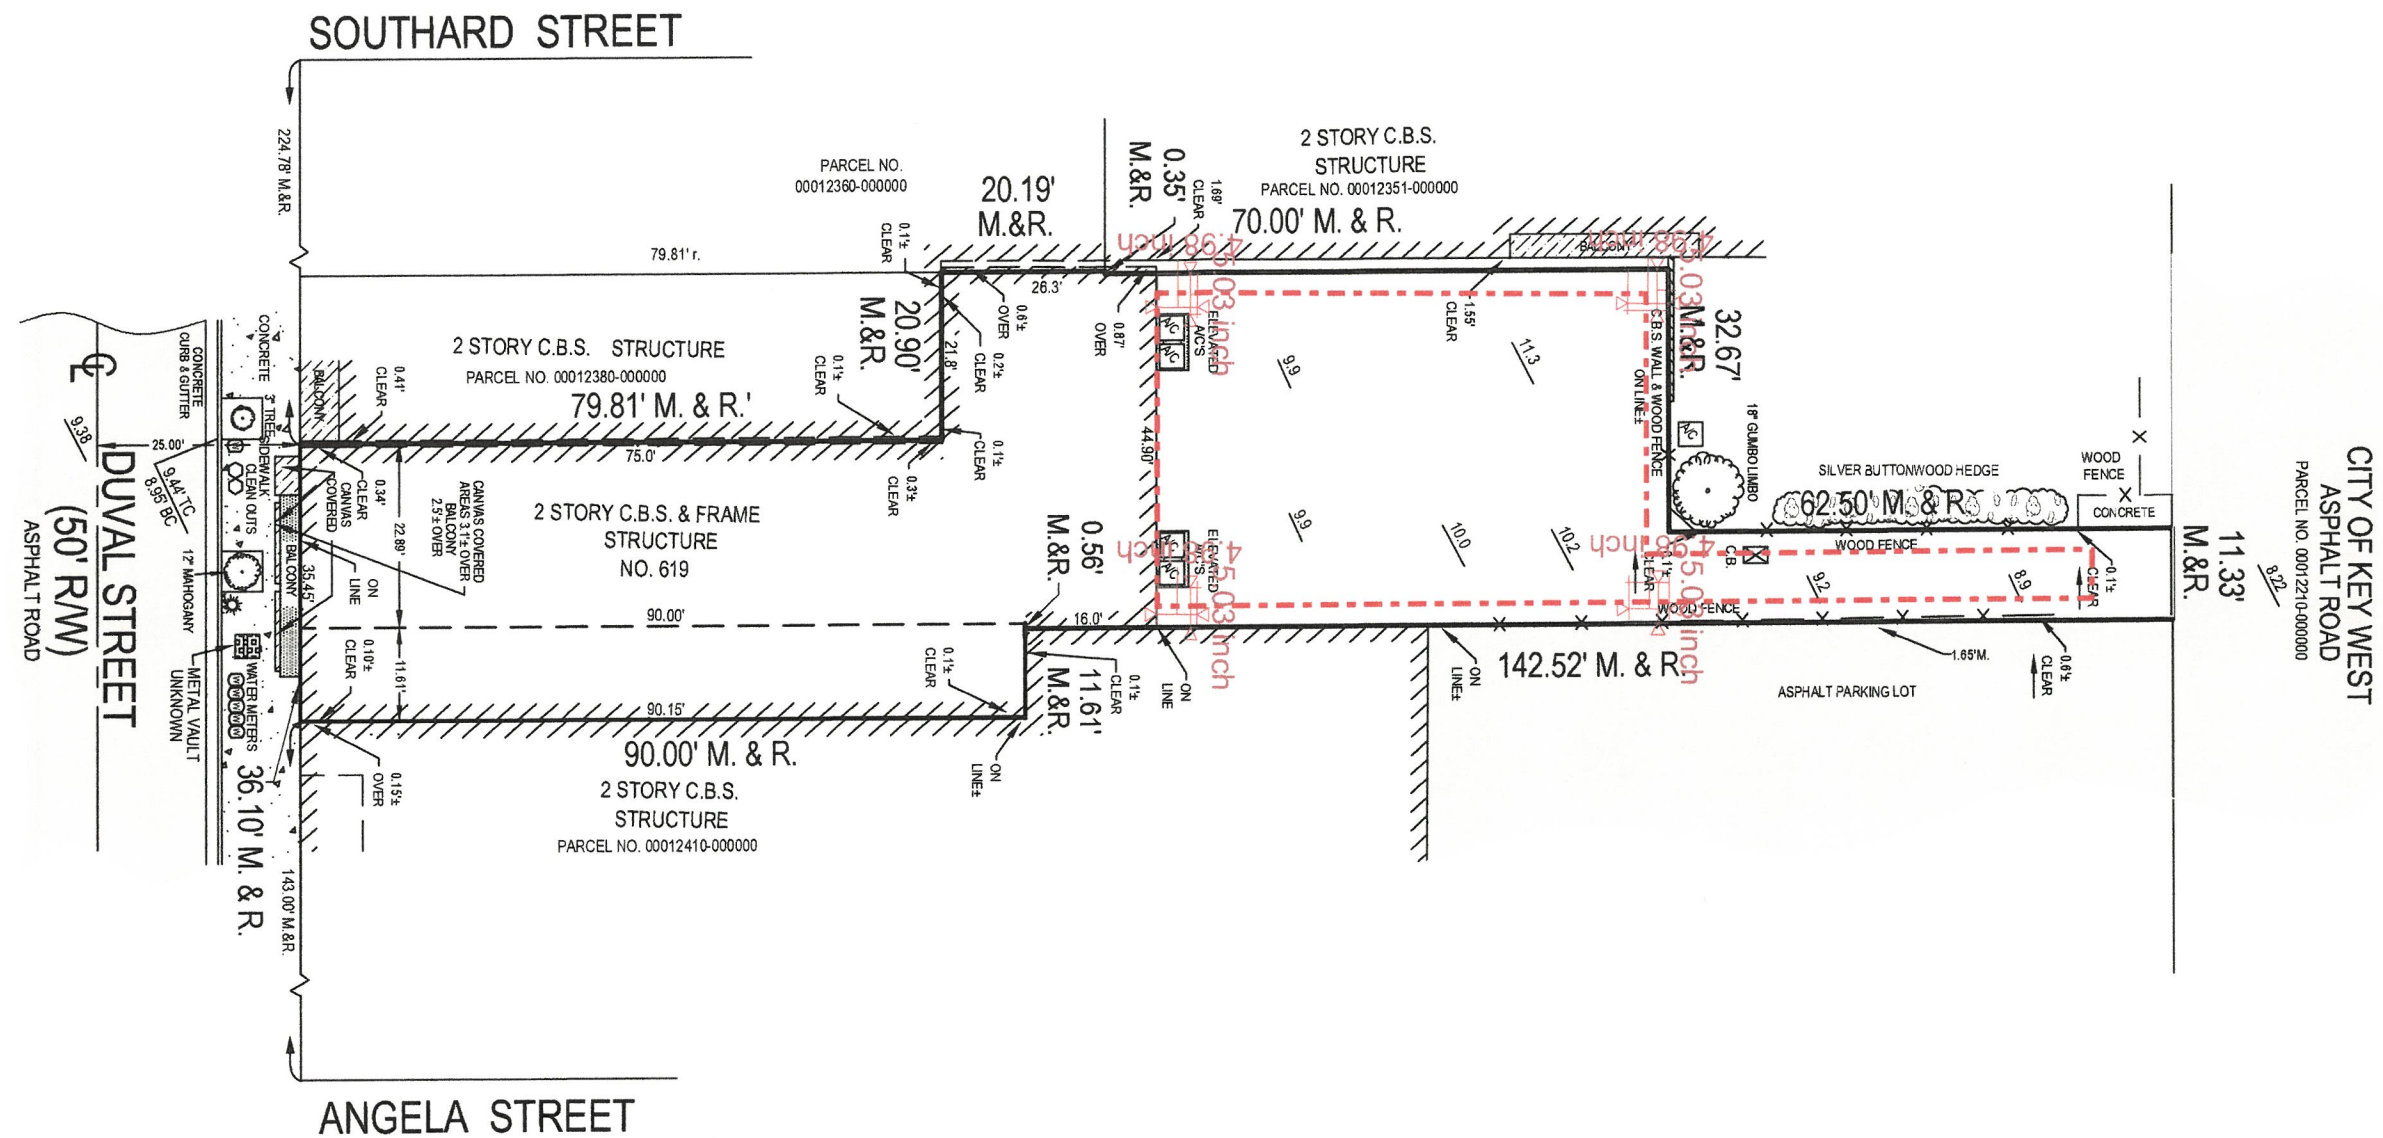 SOUTHARD STREET
224.78' M.&R.
PARCEL NO.
00012360-000000
79.81' r.
0.1'±
CLEAR
20.19'
M.&R.
0.35'
M.&R.
1.69'
CLEAR
2 STORY C.B.S.
STRUCTURE
PARCEL NO. 00012351-000000
70.00' M. & R.
BALCONY
4.98 inch
5.03 inch
4.98 inch
5.03 inch
26.3'
0.6'±
OVER
0.87'
OVER
20.90'
M.&R.
21.8'
0.2'±
CLEAR
A/C
A/C
ELEVATED
A/C'S
9.9
11.3
1.55'
CLEAR
C.B.S. WALL & WOOD FENCE
ON LINE±
32.67'
M.&R.
A/C
18" GUMBO LIMBO
SILVER BUTTONWOOD HEDGE
62.50' M. & R.
WOOD
FENCE
CONCRETE
CITY OF KEY WEST
ASPHALT ROAD
PARCEL NO. 00012210-000000
11.33'
M.&R.
8.22
2 STORY C.B.S. STRUCTURE
PARCEL NO. 00012380-000000
79.81' M. & R.'
BALCONY
0.41'
CLEAR
0.1'±
CLEAR
75.0'
0.3'±
CLEAR
0.1'±
CLEAR
44.90'
CONCRETE
CURB & GUTTER
CONCRETE
SIDEWALK
3" TREE
CLEAN OUTS
12" MAHOGANY
METAL VAULT
UNKNOWN
WATER METERS
9.38
25.00'
9.44' TC
8.95' BC
DUVAL STREET
(50' R/W)
ASPHALT ROAD
0.34'
CLEAR
CANVAS
COVERED
CANVAS COVERED
AREAS 3.1'± OVER
BALCONY
2.5'± OVER
BALCONY
35.45'
ON
LINE
22.89'
2 STORY C.B.S. & FRAME
STRUCTURE
NO. 619
90.00'
0.56'
M.&R.
16.0'
A/C
A/C
ELEVATED
A/C'S
4.98 inch
5.03 inch
9.9
10.0
10.2
4.98 inch
5.03 inch
0.1'±
CLEAR
C.B.
WOOD FENCE
9.2
8.9
0.1'±
CLEAR
WOOD FENCE
0.10'±
CLEAR
11.61'
0.1'±
CLEAR
0.1'±
CLEAR
11.61'
M.&R.
ON
LINE
90.15'
90.00' M. & R.
ON
LINE±
ON
LINE±
142.52' M. & R.
1.65'M.
0.6'±
CLEAR
ASPHALT PARKING LOT
2 STORY C.B.S.
STRUCTURE
PARCEL NO. 00012410-000000
0.15'±
OVER
36.10' M. & R.
143.00' M.&R.
ANGELA STREET